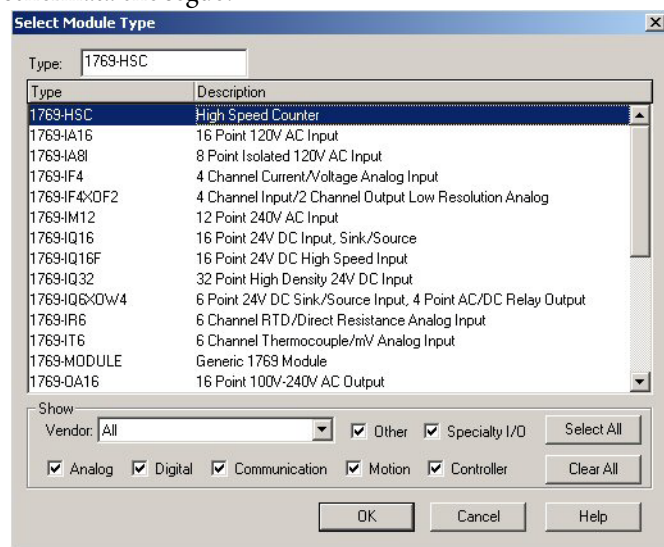 Select Module Type
Type: 1769-HSC
Type Description
1769-HSC High Speed Counter
1769-IA16 16 Point 120V AC Input
1769-IA8I 8 Point Isolated 120V AC Input
1769-IF4 4 Channel Current/Voltage Analog Input
1769-IF4XOF2 4 Channel Input/2 Channel Output Low Resolution Analog
1769-IM12 12 Point 240V AC Input
1769-IQ16 16 Point 24V DC Input, Sink/Source
1769-IQ16F 16 Point 24V DC High Speed Input
1769-IQ32 32 Point High Density 24V DC Input
1769-IQ6XOW4 6 Point 24V DC Sink/Source Input, 4 Point AC/DC Relay Output
1769-IR6 6 Channel RTD/Direct Resistance Analog Input
1769-IT6 6 Channel Thermocouple/mV Analog Input
1769-MODULE Generic 1769 Module
1769-OA16 16 Point 100V-240V AC Output
Show
Vendor: All Other Specialty I/O Select All
Analog Digital Communication Motion Controller Clear All
OK Cancel Help